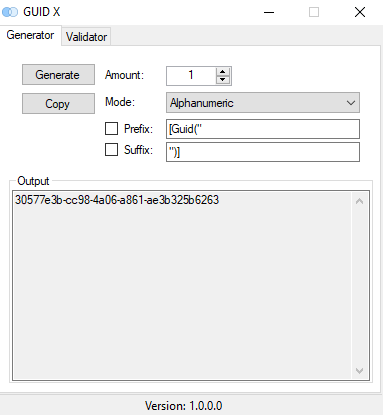 GUID X
Generator Validator
Generate Amount: 1
Copy Mode: Alphanumeric
Prefix: [Guid("
Suffix: ")]
Output
30577e3b-cc98-4a06-a861-ae3b325b6263
Version: 1.0.0.0